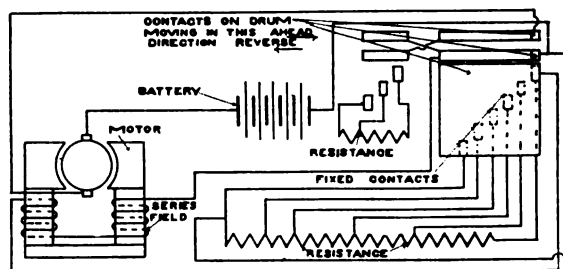 CONTACTS ON DRUM
MOVING IN THIS AHEAD
DIRECTION REVERSE
BATTERY
MOTOR
RESISTANCE
FIXED CONTACTS
SERIES
FIELD
RESISTANCE